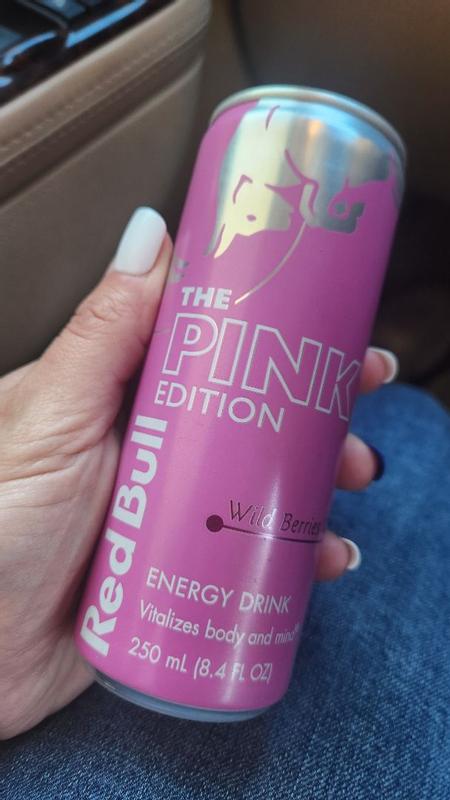 THE
PINK
EDITION
Red Bull
Wild Berries
ENERGY DRINK
Vitalizes body and mind®
250 mL (8.4 FL OZ)